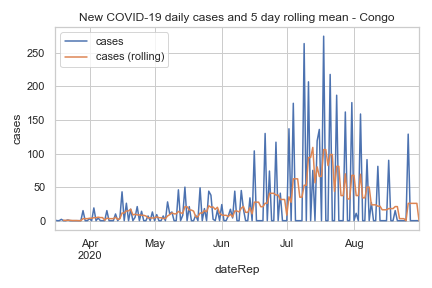 New COVID-19 daily cases and 5 day rolling mean - Congo
cases
cases (rolling)
250
200
150
100
50
0
cases
Apr
2020
May
Jun
Jul
Aug
dateRep